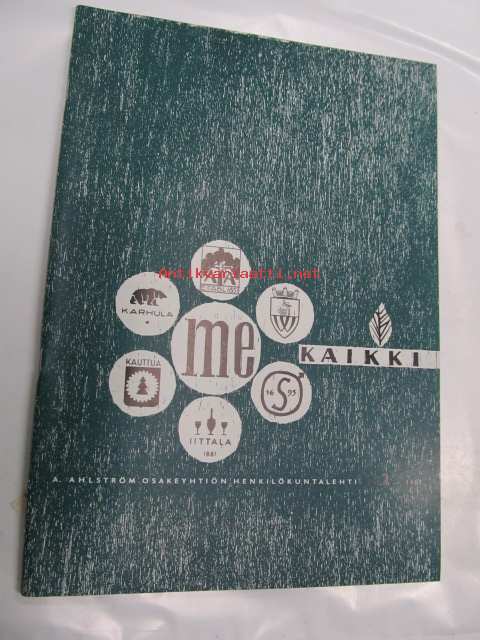 Antikvariaatti.net
KARHULA
KAUTTUA
me
KAIKKI
16 S 95
IITTALA
1881
A. AHLSTRÖM OSAKEYHTIÖN HENKILÖKUNTALEHTI